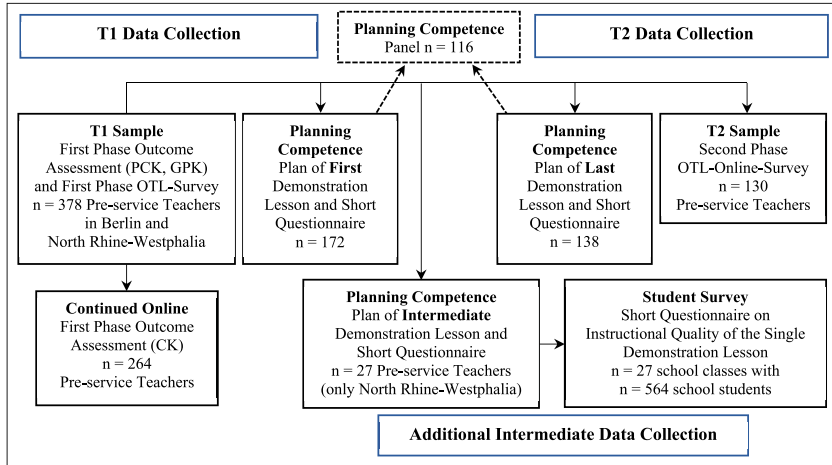 T1 Data Collection
Planning Competence
Panel n = 116
T2 Data Collection
T1 Sample
First Phase Outcome
Assessment (PCK, GPK)
and First Phase OTL-Survey
n = 378 Pre-service Teachers
in Berlin and
North Rhine-Westphalia
Planning
Competence
Plan of First
Demonstration
Lesson and Short
Questionnaire
n = 172
Planning
Competence
Plan of Last
Demonstration
Lesson and Short
Questionnaire
n = 138
T2 Sample
Second Phase
OTL-Online-Survey
n = 130
Pre-service Teachers
Continued Online
First Phase Outcome
Assessment (CK)
n = 264
Pre-service Teachers
Planning Competence
Plan of Intermediate
Demonstration Lesson and
Short Questionnaire
n = 27 Pre-service Teachers
(only North Rhine-Westphalia)
Student Survey
Short Questionnaire on
Instructional Quality of the Single
Demonstration Lesson
n = 27 school classes with
n = 564 school students
Additional Intermediate Data Collection